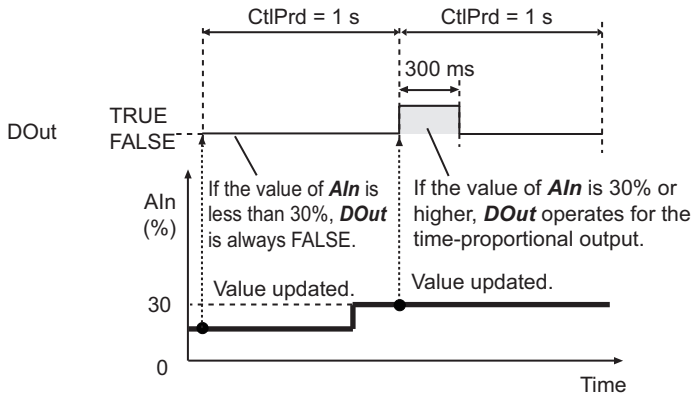 CtlPrd = 1 s
CtlPrd = 1 s
300 ms
DOut
TRUE
FALSE
If the value of AIn is
less than 30%, DOut
is always FALSE.
If the value of AIn is 30% or
higher, DOut operates for the
time-proportional output.
AIn
(%)
Value updated.
Value updated.
30
0
Time